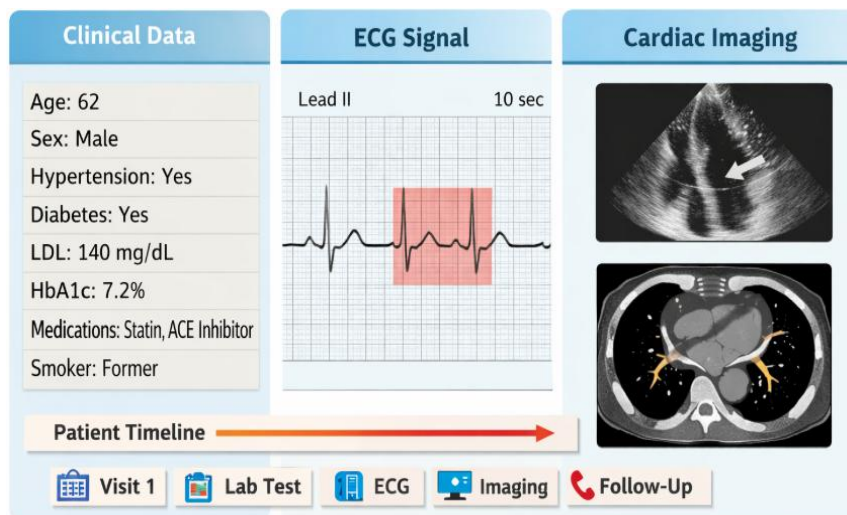 Clinical Data
Age: 62
Sex: Male
Hypertension: Yes
Diabetes: Yes
LDL: 140 mg/dL
HbA1c: 7.2%
Medications: Statin, ACE Inhibitor
Smoker: Former
ECG Signal
Lead II 10 sec
Cardiac Imaging
Patient Timeline
Visit 1
Lab Test
ECG
Imaging
Follow-Up